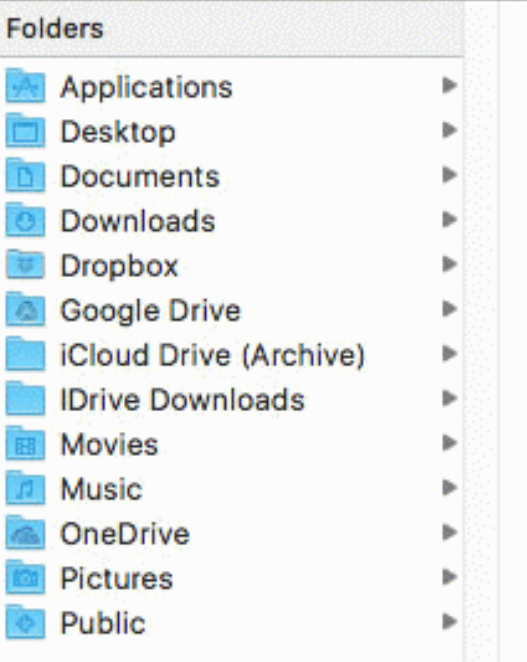 Folders
Applications
Desktop
Documents
Downloads
Dropbox
Google Drive
iCloud Drive (Archive)
IDrive Downloads
Movies
Music
OneDrive
Pictures
Public